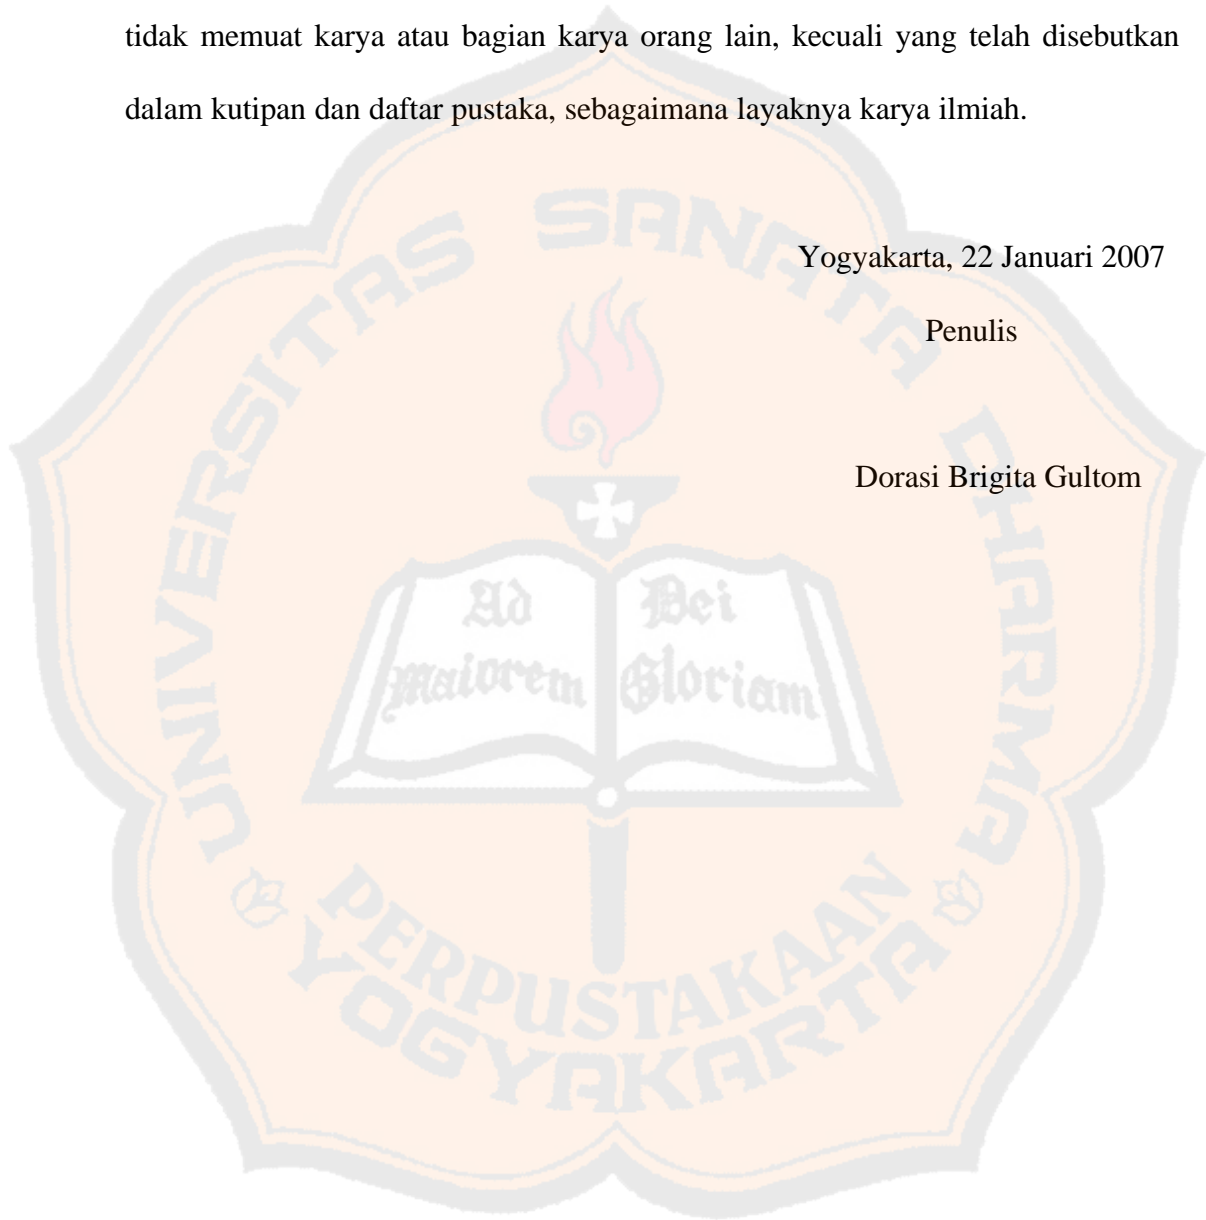 tidak memuat karya atau bagian karya orang lain, kecuali yang telah disebutkan
dalam kutipan dan daftar pustaka, sebagaimana layaknya karya ilmiah.
Yogyakarta, 22 Januari 2007
Penulis
Dorasi Brigita Gultom
UNIVERSITAS SANATA DHARMA
Ad
Dei
Maiorem
Gloriam
PERPUSTAKAAN
YOGYAKARTA